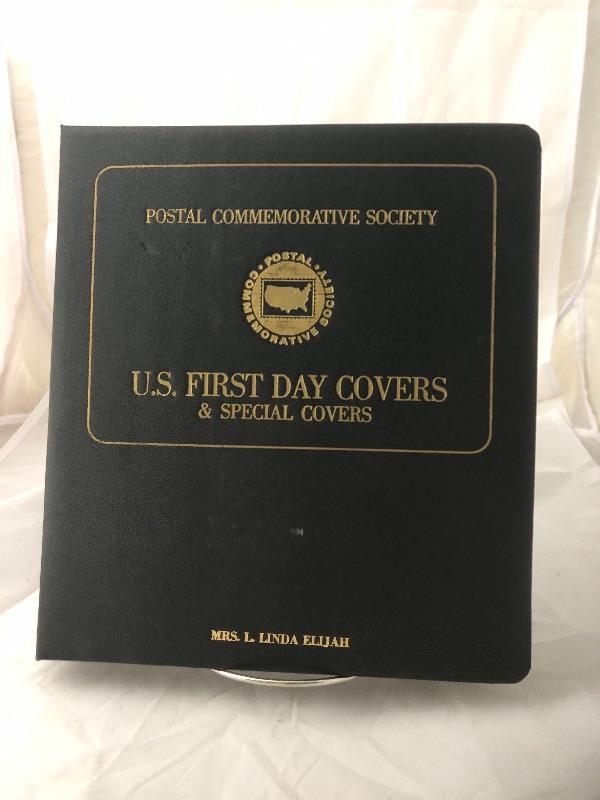 POSTAL COMMEMORATIVE SOCIETY
• POSTAL •
COMMEMORATIVE SOCIETY
U.S. FIRST DAY COVERS
& SPECIAL COVERS
MRS. L. LINDA ELIJAH